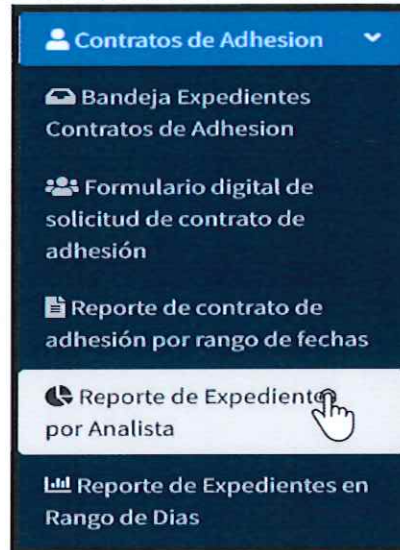 Contratos de Adhesion
Bandeja Expedientes
Contratos de Adhesion
Formulario digital de
solicitud de contrato de
adhesión
Reporte de contrato de
adhesión por rango de fechas
Reporte de Expedientes
por Analista
Reporte de Expedientes en
Rango de Dias